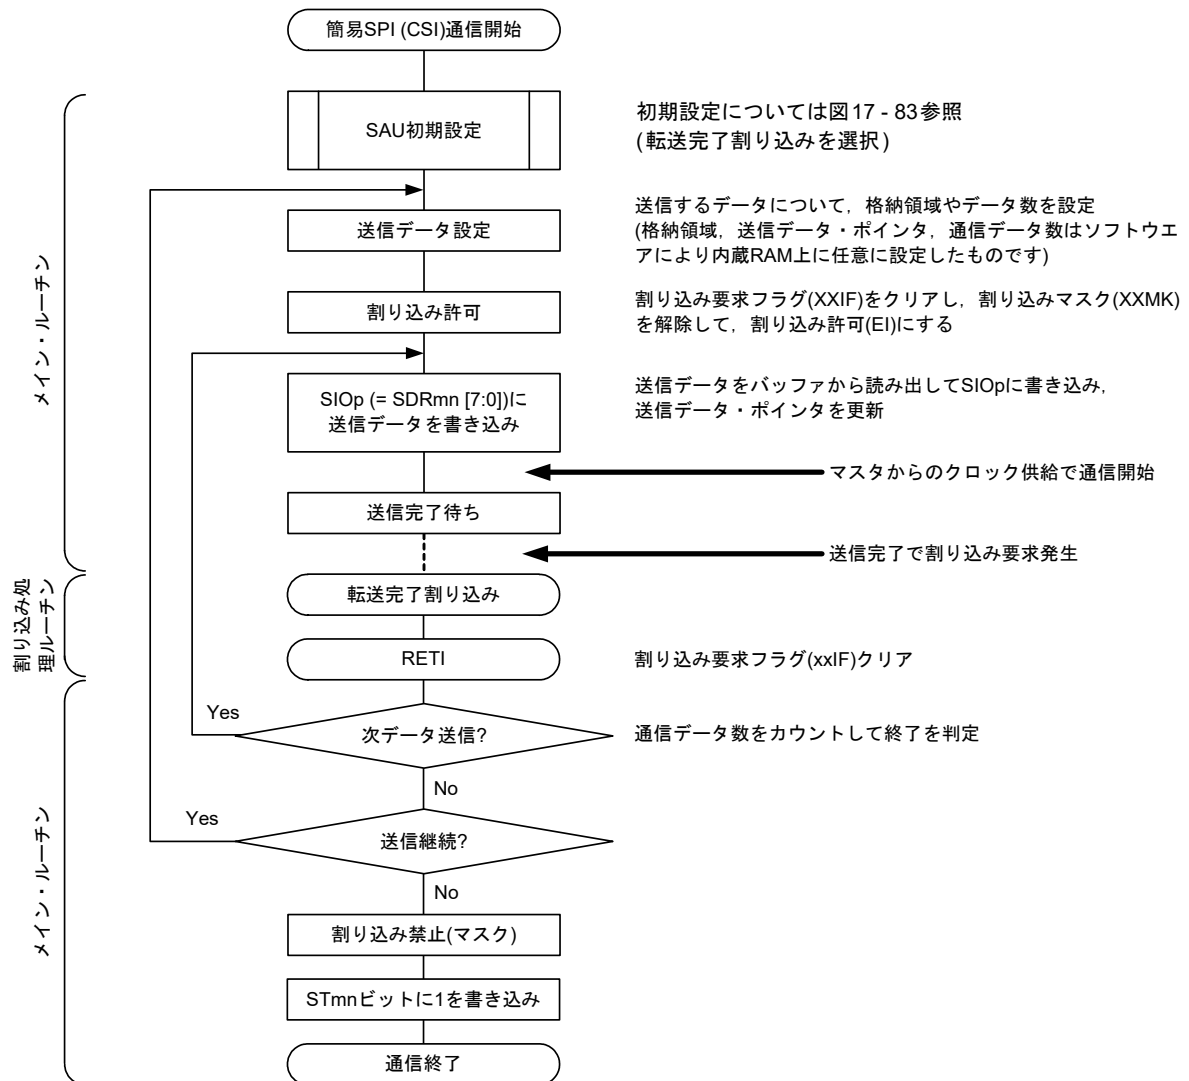 簡易SPI (CSI)通信開始
SAU初期設定
初期設定については図17 - 83参照
(転送完了割り込みを選択)
送信データ設定
送信するデータについて，格納領域やデータ数を設定
(格納領域，送信データ・ポインタ，通信データ数はソフトウエ
アにより内蔵RAM上に任意に設定したものです)
割り込み許可
割り込み要求フラグ(XXIF)をクリアし，割り込みマスク(XXMK)
を解除して，割り込み許可(EI)にする
メイン・ルーチン
SIOp (= SDRmn [7:0])に
送信データを書き込み
送信データをバッファから読み出してSIOpに書き込み，
送信データ・ポインタを更新
マスタからのクロック供給で通信開始
送信完了待ち
送信完了で割り込み要求発生
割り込み処
理ルーチン
転送完了割り込み
RETI
割り込み要求フラグ(xxIF)クリア
Yes
次データ送信?
通信データ数をカウントして終了を判定
No
Yes
送信継続?
No
メイン・ルーチン
割り込み禁止(マスク)
STmnビットに1を書き込み
通信終了